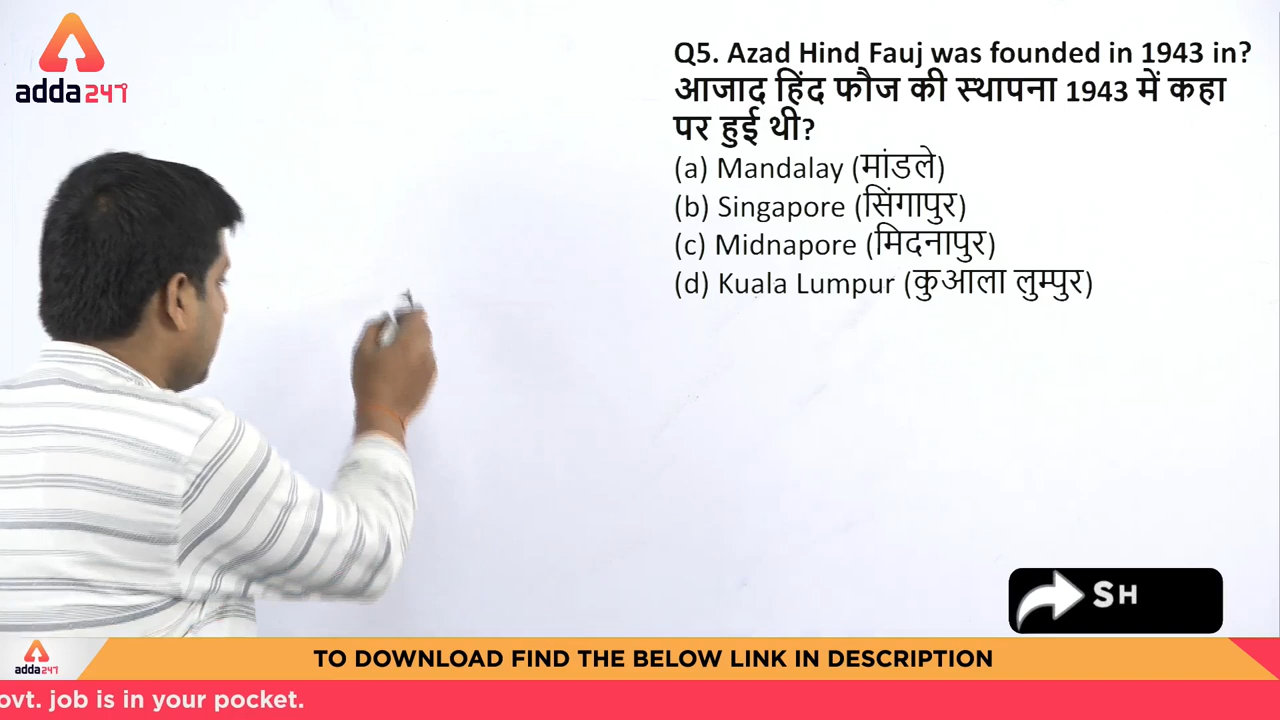 adda247
Q5. Azad Hind Fauj was founded in 1943 in?
आजाद हिंद फौज की स्थापना 1943 में कहा
पर हुई थी?
(a) Mandalay (मांडले)
(b) Singapore (सिंगापुर)
(c) Midnapore (मिदनापुर)
(d) Kuala Lumpur (कुआला लुम्पुर)
SH
adda247
TO DOWNLOAD FIND THE BELOW LINK IN DESCRIPTION
ovt. job is in your pocket.